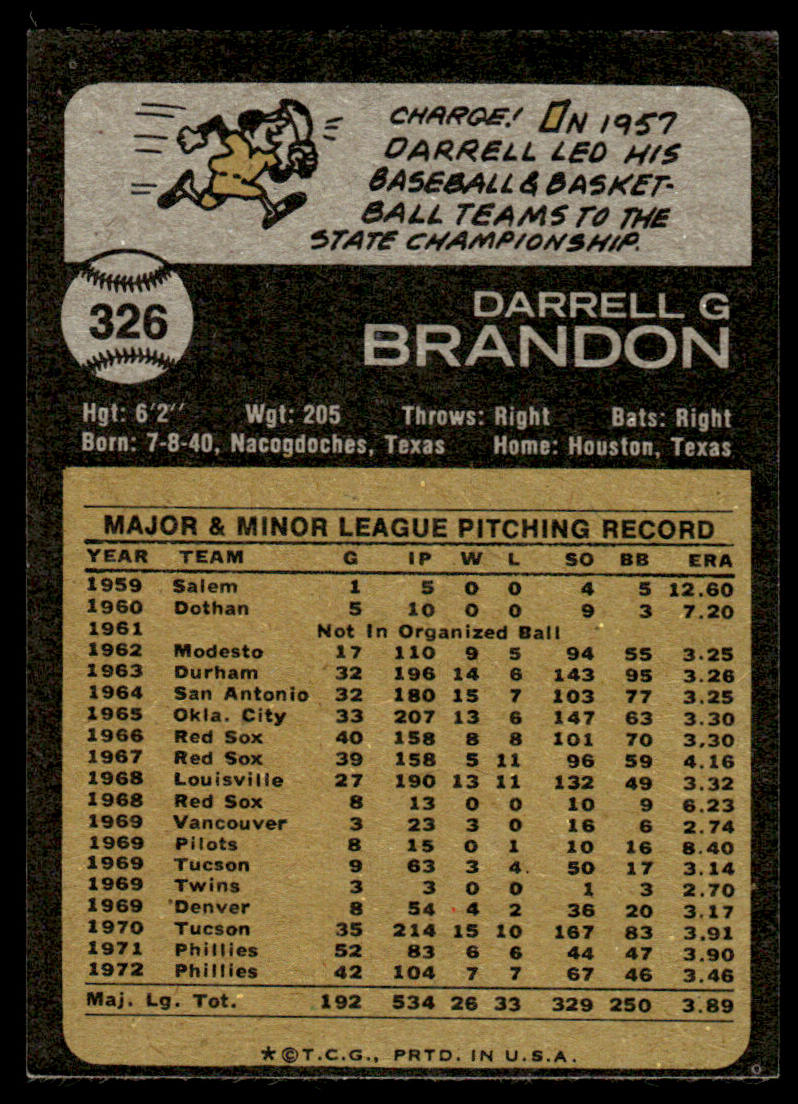 CHARGE! IN 1957
DARRELL LED HIS
BASEBALL & BASKET-
BALL TEAMS TO THE
STATE CHAMPIONSHIP.
326
DARRELL G
BRANDON
Hgt: 6'2" Wgt: 205 Throws: Right Bats: Right
Born: 7-8-40, Nacogdoches, Texas Home: Houston, Texas
MAJOR & MINOR LEAGUE PITCHING RECORD
YEAR TEAM G IP W L SO BB ERA
1959 Salem 1 5 0 0 4 5 12.60
1960 Dothan 5 10 0 0 9 3 7.20
1961 Not In Organized Ball
1962 Modesto 17 110 9 5 94 55 3.25
1963 Durham 32 196 14 6 143 95 3.26
1964 San Antonio 32 180 15 7 103 77 3.25
1965 Okla. City 33 207 13 6 147 63 3.30
1966 Red Sox 40 158 8 8 101 70 3.30
1967 Red Sox 39 158 5 11 96 59 4.16
1968 Louisville 27 190 13 11 132 49 3.32
1968 Red Sox 8 13 0 0 10 9 6.23
1969 Vancouver 3 23 3 0 16 6 2.74
1969 Pilots 8 15 0 1 10 16 8.40
1969 Tucson 9 63 3 4 50 17 3.14
1969 Twins 3 3 0 0 1 3 2.70
1969 Denver 8 54 4 2 36 20 3.17
1970 Tucson 35 214 15 10 167 83 3.91
1971 Phillies 52 83 6 6 44 47 3.90
1972 Phillies 42 104 7 7 67 46 3.46
Maj. Lg. Tot. 192 534 26 33 329 250 3.89
*©T.C.G., PRTD. IN U.S.A.